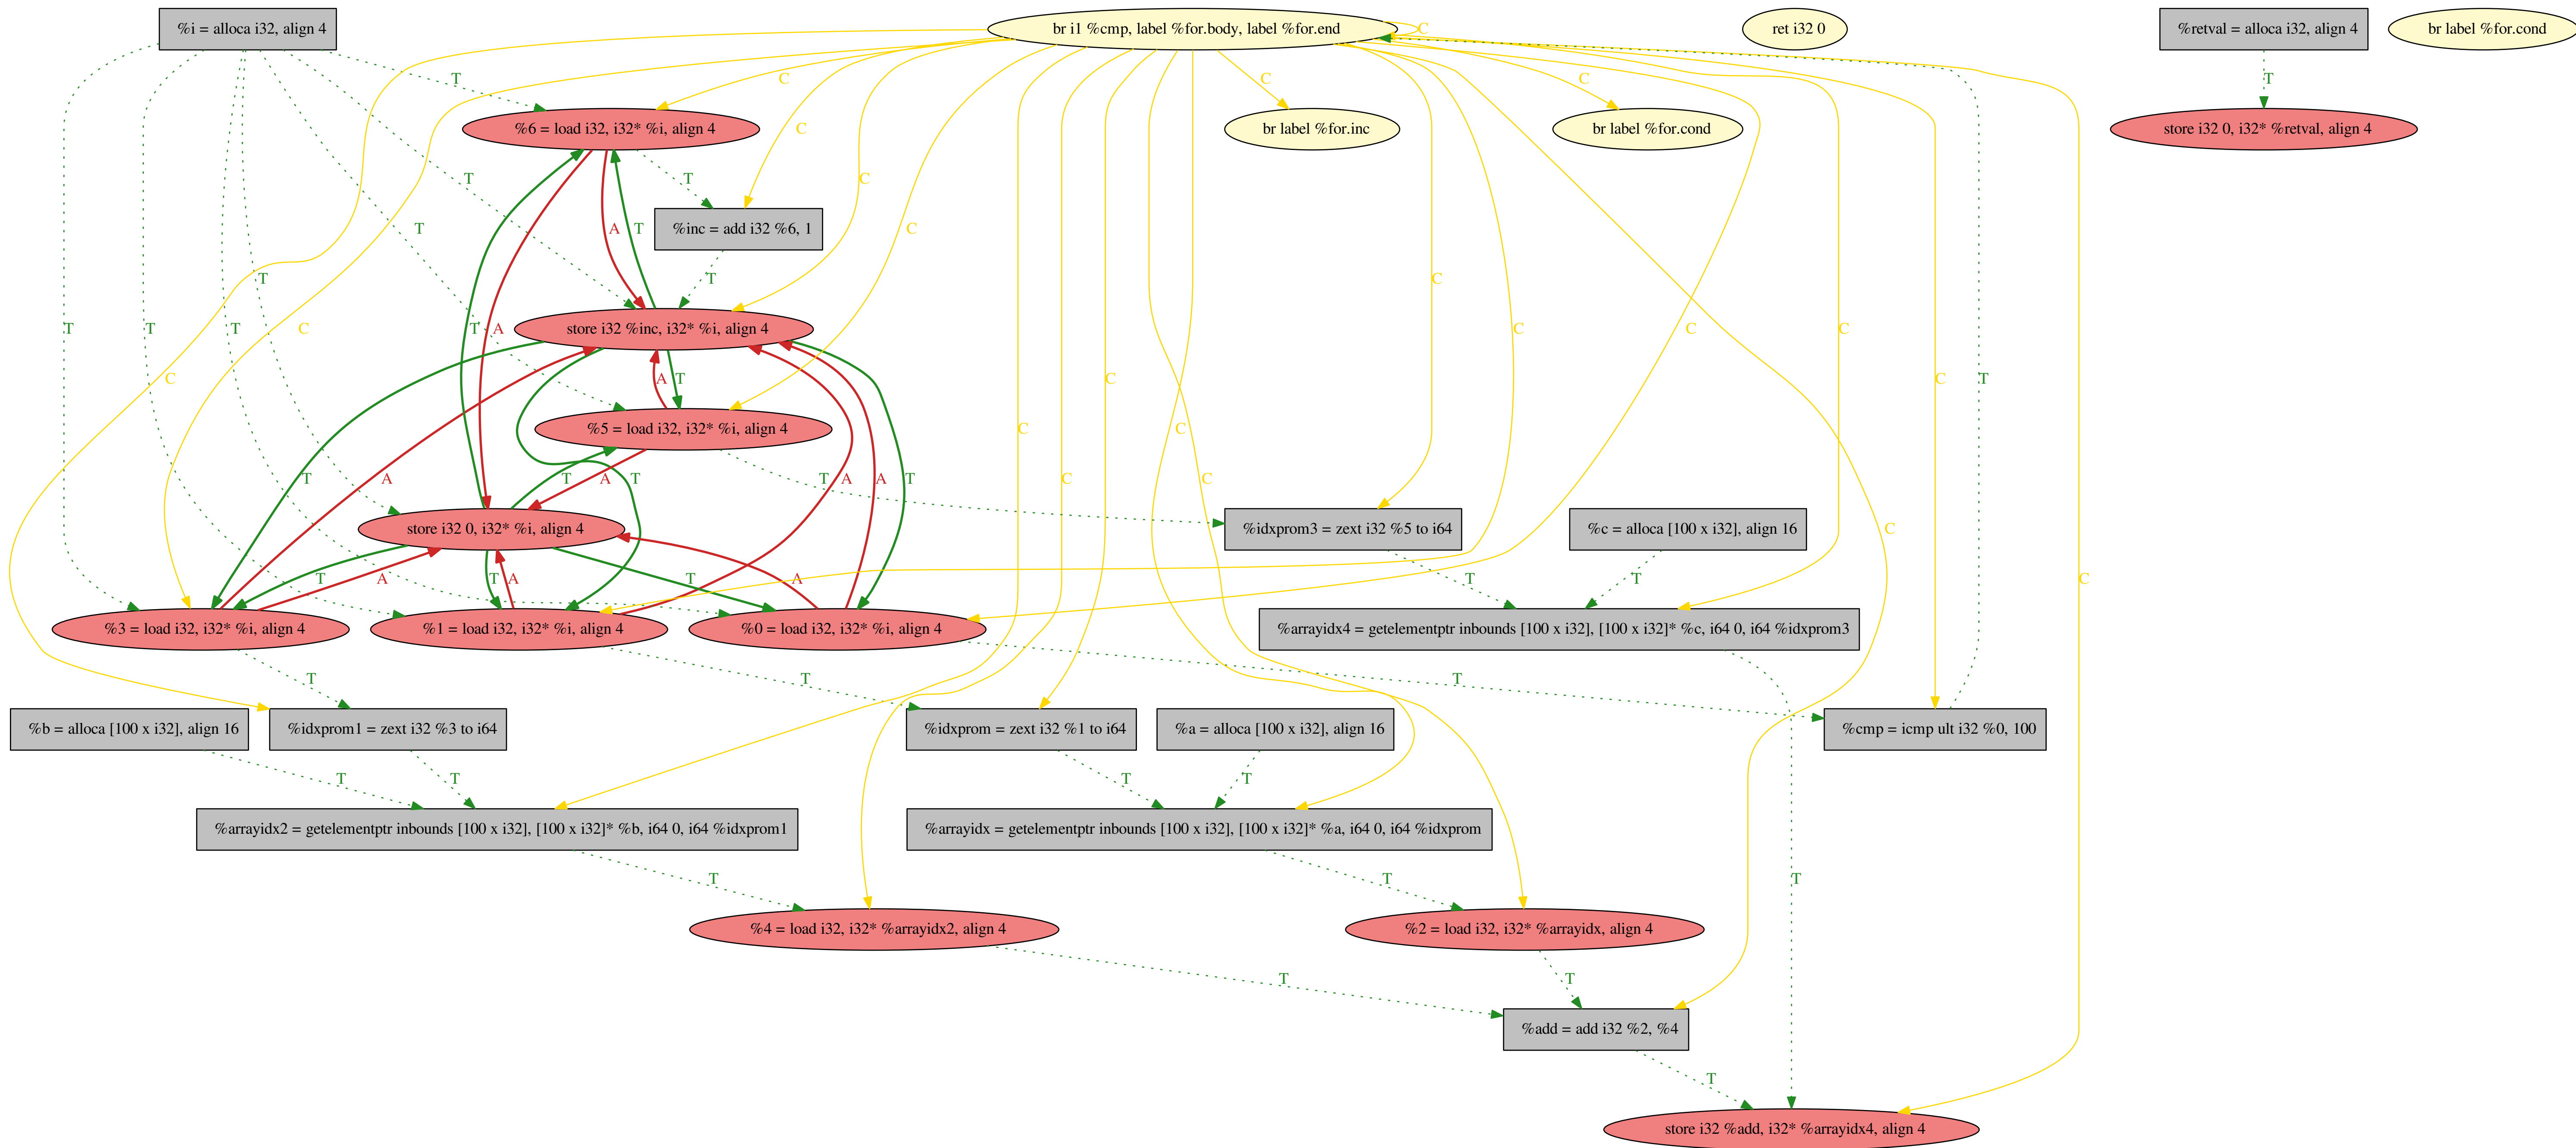 %i = alloca i32, align 4
br i1 %cmp, label %for.body, label %for.end
C
ret i32 0
%retval = alloca i32, align 4
br label %for.cond
T
C
C
C
T
%6 = load i32, i32* %i, align 4
C
br label %for.inc
br label %for.cond
store i32 0, i32* %retval, align 4
T
T
C
A
T
%inc = add i32 %6, 1
T
C
T
T
C
C
T
T
T
C
T
A
store i32 %inc, i32* %i, align 4
C
C
C
C
A
T
C
C
T
%5 = load i32, i32* %i, align 4
C
C
T
A
T
A
T
A
A
T
T
C
C
store i32 0, i32* %i, align 4
%idxprom3 = zext i32 %5 to i64
%c = alloca [100 x i32], align 16
C
T
A
T
A
T
A
T
T
C
%3 = load i32, i32* %i, align 4
%1 = load i32, i32* %i, align 4
%0 = load i32, i32* %i, align 4
%arrayidx4 = getelementptr inbounds [100 x i32], [100 x i32]* %c, i64 0, i64 %idxprom3
T
T
T
%b = alloca [100 x i32], align 16
%idxprom1 = zext i32 %3 to i64
%idxprom = zext i32 %1 to i64
%a = alloca [100 x i32], align 16
%cmp = icmp ult i32 %0, 100
T
T
T
T
%arrayidx2 = getelementptr inbounds [100 x i32], [100 x i32]* %b, i64 0, i64 %idxprom1
%arrayidx = getelementptr inbounds [100 x i32], [100 x i32]* %a, i64 0, i64 %idxprom
T
T
T
%4 = load i32, i32* %arrayidx2, align 4
%2 = load i32, i32* %arrayidx, align 4
T
T
%add = add i32 %2, %4
T
store i32 %add, i32* %arrayidx4, align 4